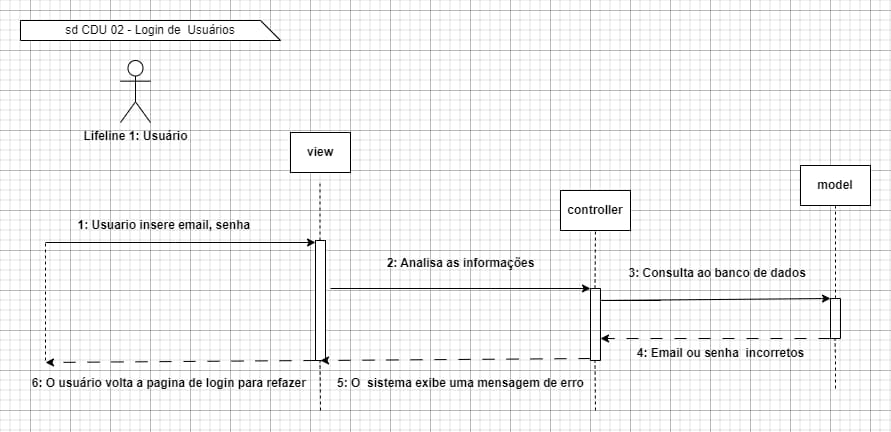 sd CDU 02 - Login de Usuários
Lifeline 1: Usuário
view
model
controller
1: Usuario insere email, senha
2: Analisa as informações
3: Consulta ao banco de dados
4: Email ou senha incorretos
5: O sistema exibe uma mensagem de erro
6: O usuário volta a pagina de login para refazer